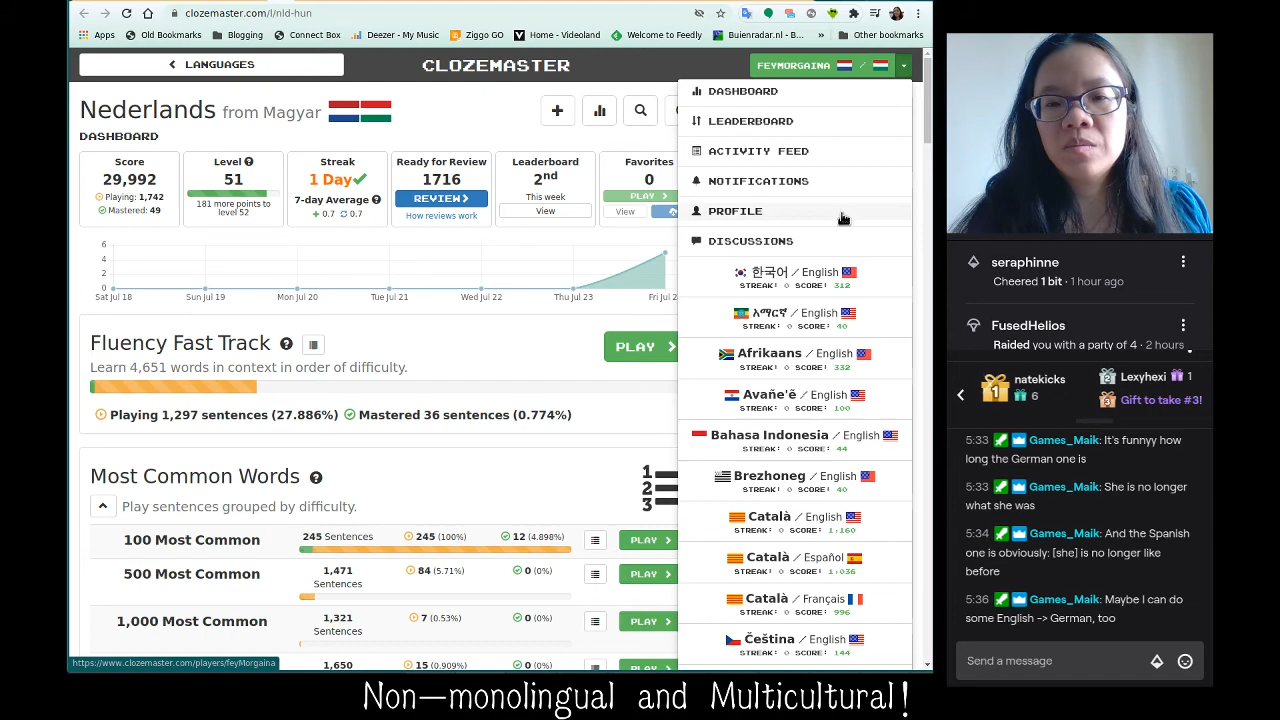 clozemaster.com/l/nld-hun
Apps Old Bookmarks Blogging Connect Box Deezer - My Music Ziggo GO Home - Videoland Welcome to Feedly Buienradar.nl - B... » Other bookmarks
LANGUAGES
CLOZEMASTER
FEYMORGAINA /
Nederlands from Magyar
DASHBOARD
Score
29,992
Playing: 1,742
Mastered: 49
Level
51
181 more points to
level 52
Streak
1 Day
7-day Average
0.7 0.7
Ready for Review
1716
REVIEW
How reviews work
Leaderboard
2nd
This week
View
Favorites
0
PLAY
View
6
4
2
0
Sat Jul 18 Sun Jul 19 Mon Jul 20 Tue Jul 21 Wed Jul 22 Thu Jul 23 Fri Jul 2
Fluency Fast Track
Learn 4,651 words in context in order of difficulty.
PLAY
Playing 1,297 sentences (27.886%) Mastered 36 sentences (0.774%)
Most Common Words
Play sentences grouped by difficulty.
1
2
3
100 Most Common 245 Sentences 245 (100%) 12 (4.898%) PLAY
500 Most Common 1,471 Sentences 84 (5.71%) 0 (0%) PLAY
1,000 Most Common 1,321 Sentences 7 (0.53%) 0 (0%) PLAY
1,650 15 (0.909%) 0 (0%) PLAY
https://www.clozemaster.com/players/feyMorgaina
DASHBOARD
LEADERBOARD
ACTIVITY FEED
NOTIFICATIONS
PROFILE
DISCUSSIONS
한국어 / English
STREAK: 0 SCORE: 312
አማርኛ / English
STREAK: 0 SCORE: 40
Afrikaans / English
STREAK: 0 SCORE: 332
Avañe'ẽ / English
STREAK: 0 SCORE: 100
Bahasa Indonesia / English
STREAK: 0 SCORE: 44
Brezhoneg / English
STREAK: 0 SCORE: 40
Català / English
STREAK: 0 SCORE: 1,160
Català / Español
STREAK: 0 SCORE: 1,036
Català / Français
STREAK: 0 SCORE: 996
Čeština / English
STREAK: 0 SCORE: 144
seraphinne
Cheered 1 bit · 1 hour ago
FusedHelios
Raided you with a party of 4 · 2 hours
1 natekicks
6
2 Lexyhexi 1
3 Gift to take #3!
5:33 Games_Maik: It's funnyy how
long the German one is
5:33 Games_Maik: She is no longer
what she was
5:34 Games_Maik: And the Spanish
one is obviously: [she] is no longer like
before
5:36 Games_Maik: Maybe I can do
some English -> German, too
Send a message
Non-monolingual and Multicultural!